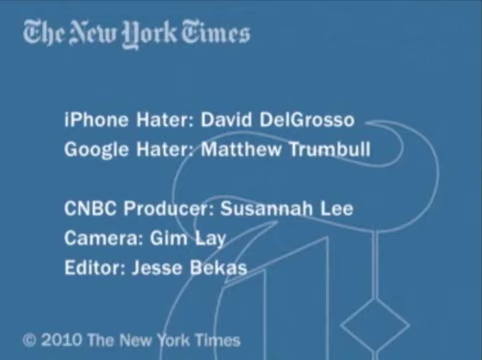 The New York Times
iPhone Hater: David DelGrosso
Google Hater: Matthew Trumbull
CNBC Producer: Susannah Lee
Camera: Gim Lay
Editor: Jesse Bekas
© 2010 The New York Times